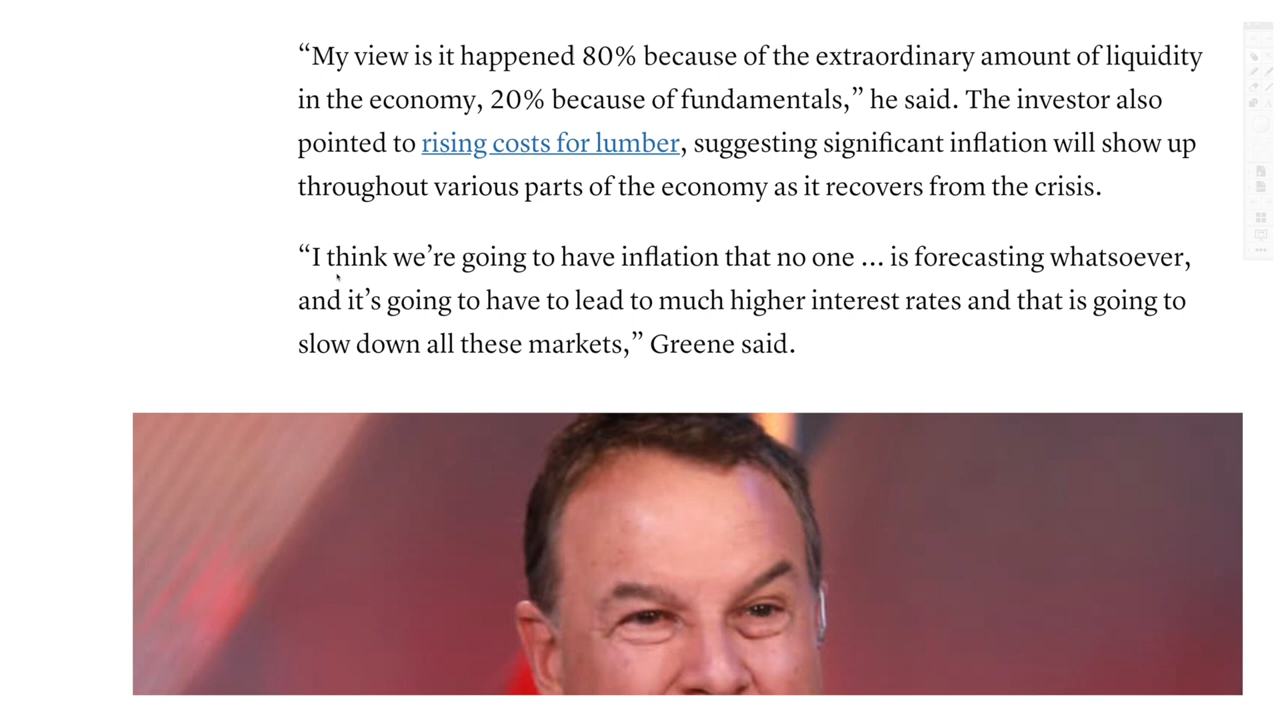 “My view is it happened 80% because of the extraordinary amount of liquidity
in the economy, 20% because of fundamentals,” he said. The investor also
pointed to rising costs for lumber, suggesting significant inflation will show up
throughout various parts of the economy as it recovers from the crisis.
“I think we’re going to have inflation that no one … is forecasting whatsoever,
and it’s going to have to lead to much higher interest rates and that is going to
slow down all these markets,” Greene said.